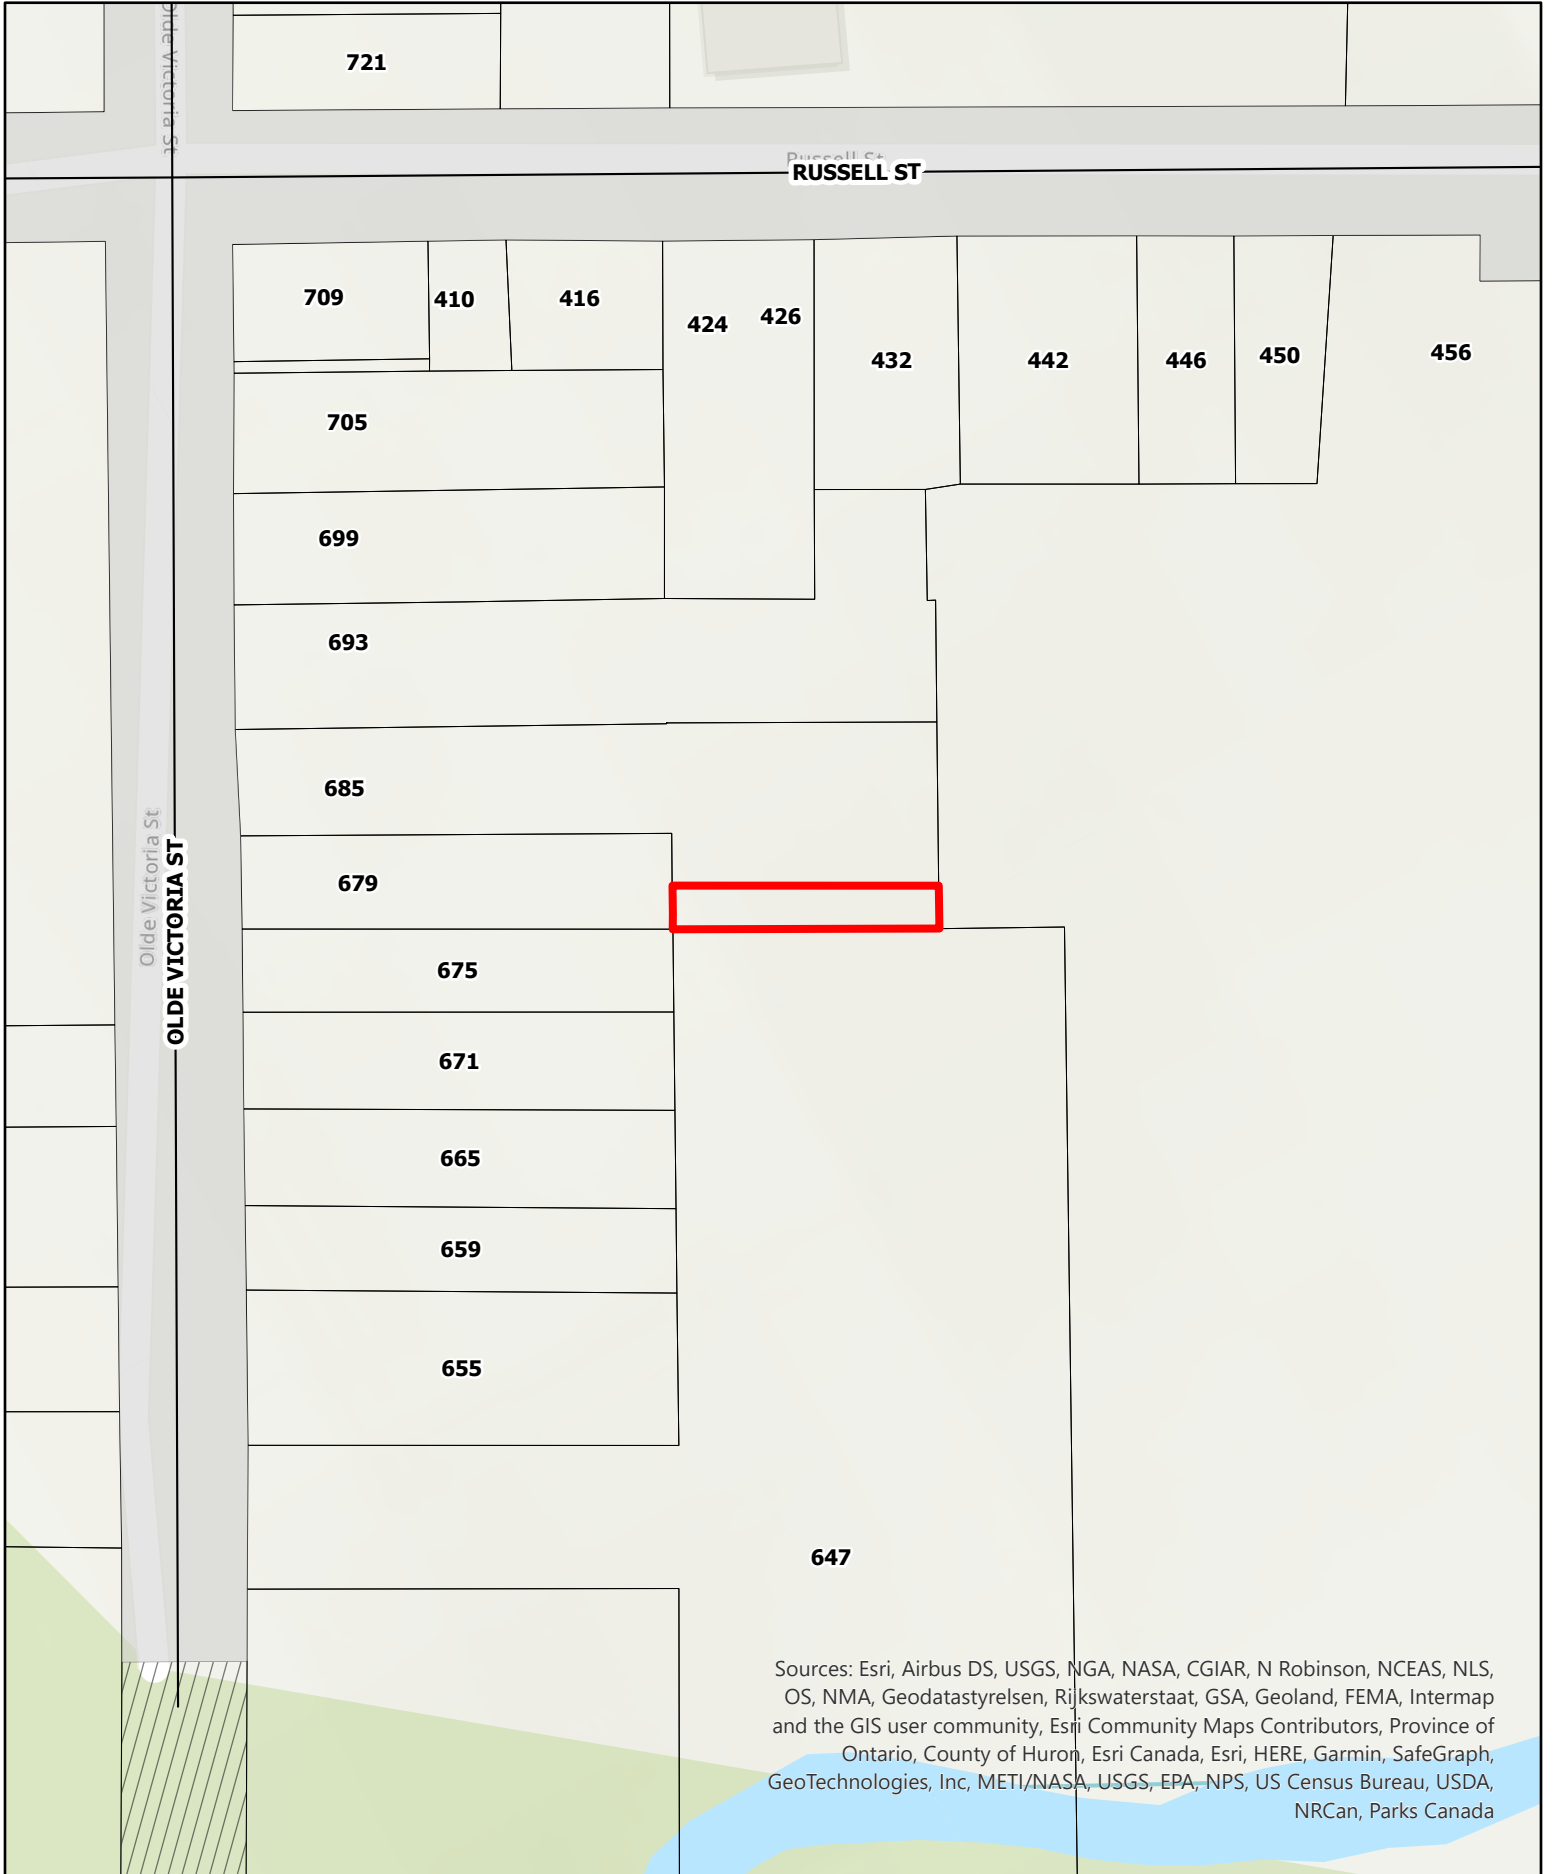 Olde Victoria St
721
Russell St
RUSSELL ST
709
410
416
424
426
432
442
446
450
456
705
699
693
685
679
Olde Victoria St
OLDE VICTORIA ST
675
671
665
659
655
647
Sources: Esri, Airbus DS, USGS, NGA, NASA, CGIAR, N Robinson, NCEAS, NLS,
OS, NMA, Geodatastyrelsen, Rijkswaterstaat, GSA, Geoland, FEMA, Intermap
and the GIS user community, Esri Community Maps Contributors, Province of
Ontario, County of Huron, Esri Canada, Esri, HERE, Garmin, SafeGraph,
GeoTechnologies, Inc, METI/NASA, USGS, EPA, NPS, US Census Bureau, USDA,
NRCan, Parks Canada